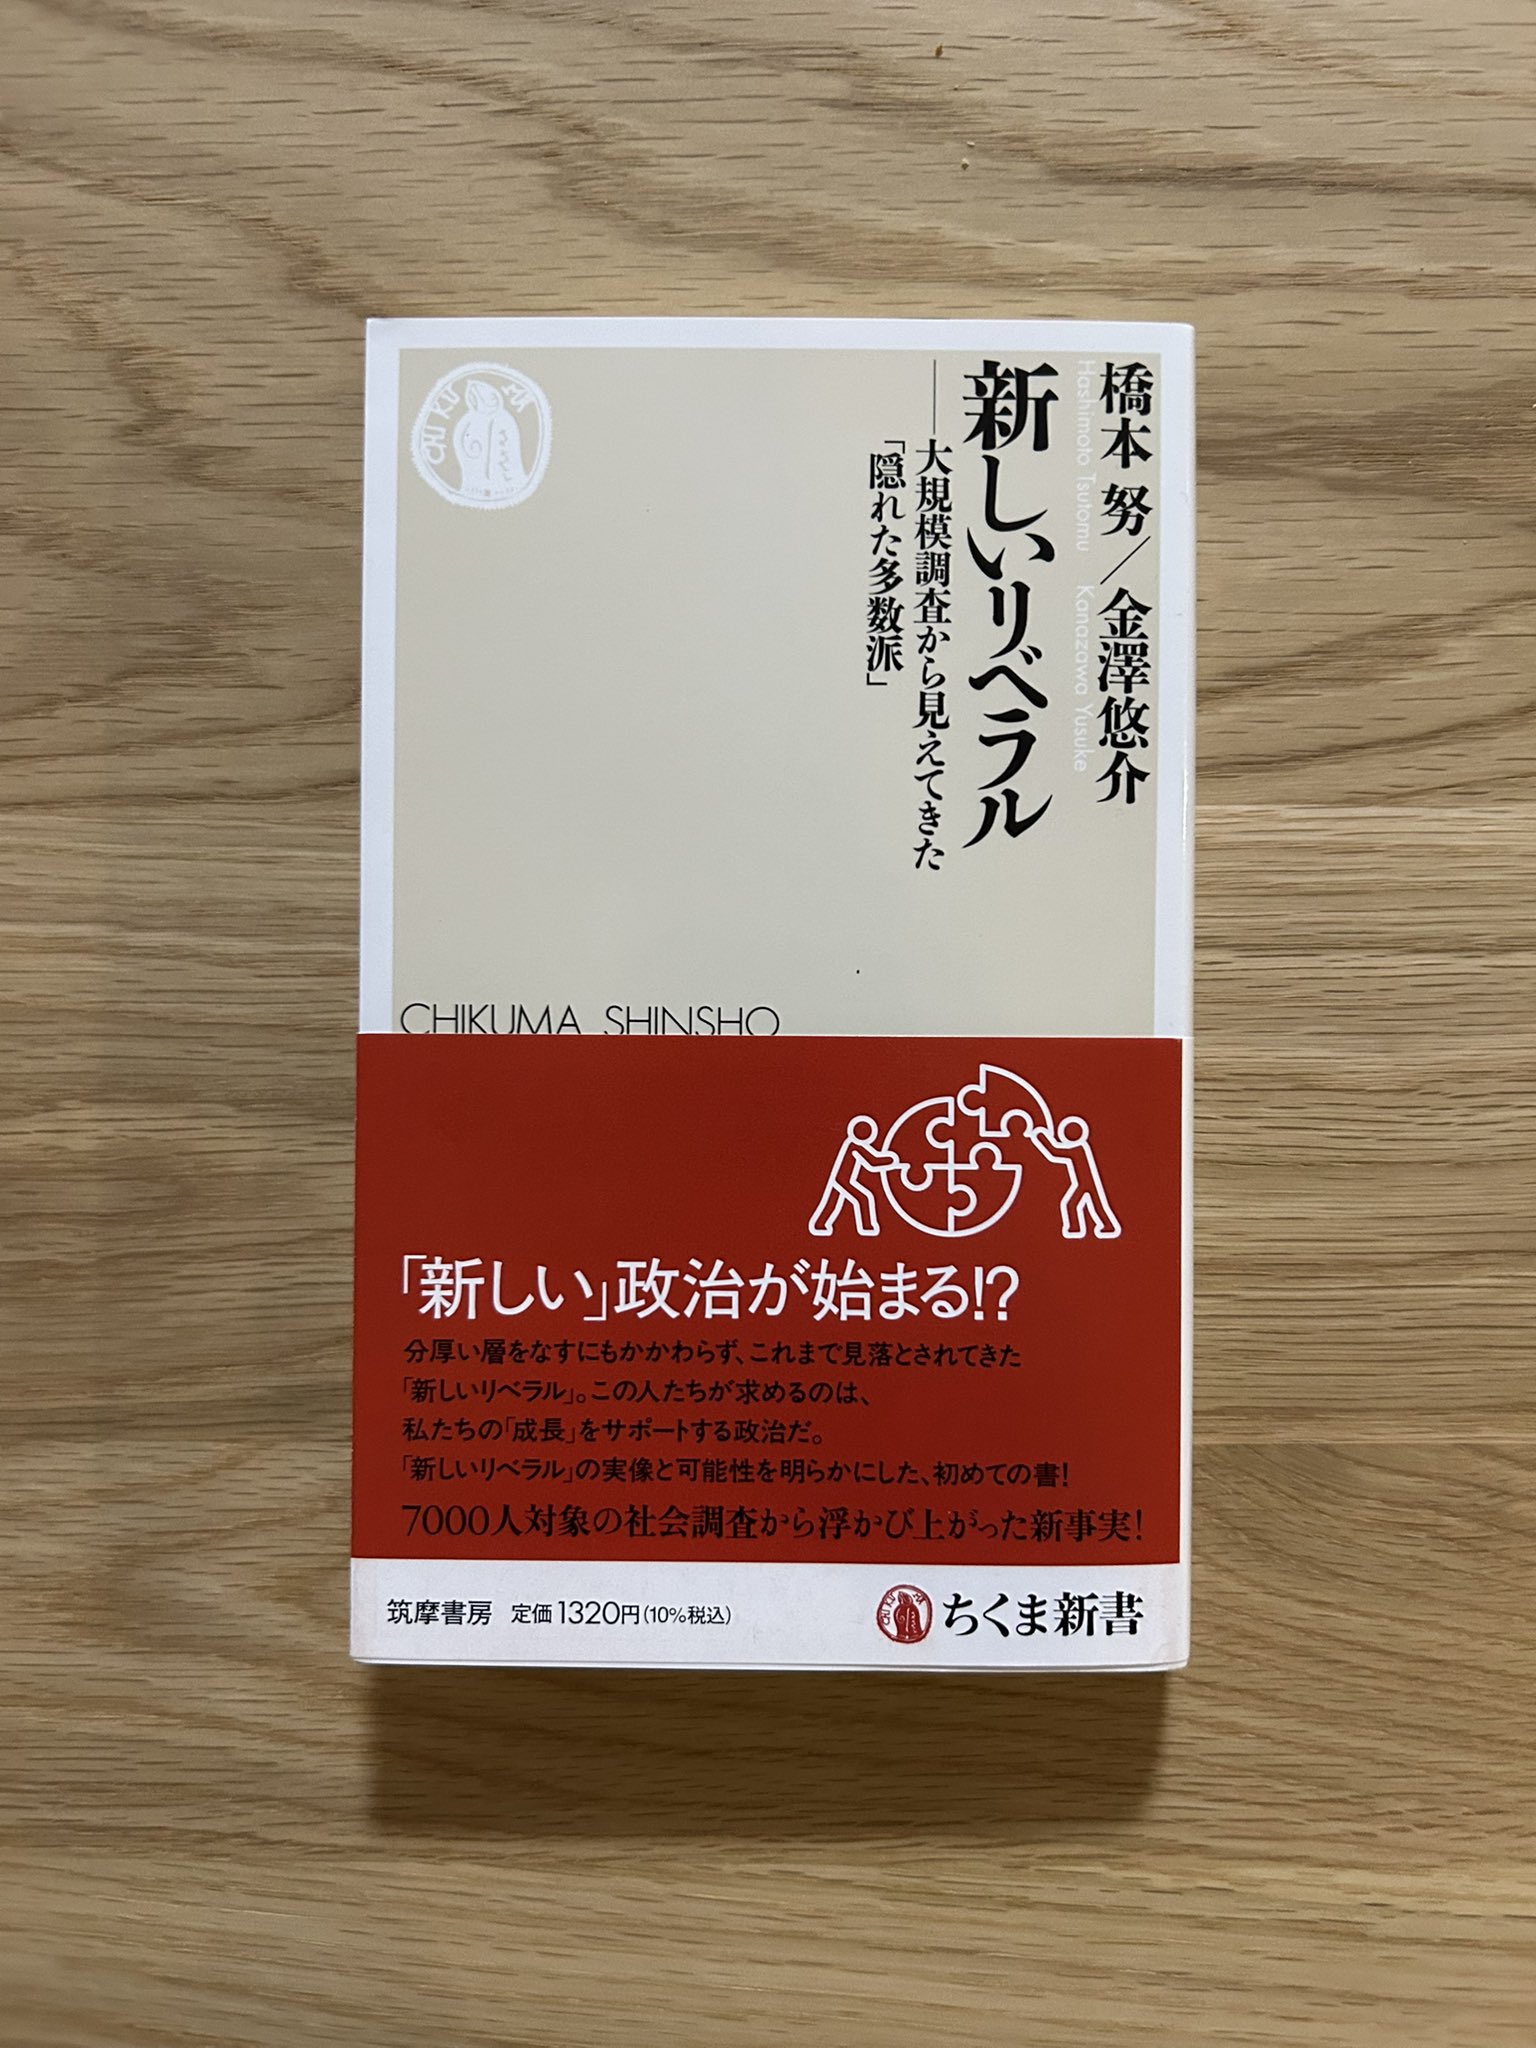 橋本 努／金澤悠介
Hashimoto Tsutomu Kanazawa Yusuke
新しいリベラル
――大規模調査から見えてきた
「隠れた多数派」
CHIKUMA
CHIKUMA SHINSHO
「新しい」政治が始まる!?
分厚い層をなすにもかかわらず、これまで見落とされてきた
「新しいリベラル」。この人たちが求めるのは、
私たちの「成長」をサポートする政治だ。
「新しいリベラル」の実像と可能性を明らかにした、初めての書!
7000人対象の社会調査から浮かび上がった新事実!
筑摩書房 定価1320円(10%税込)
CHIKUMA
ちくま新書